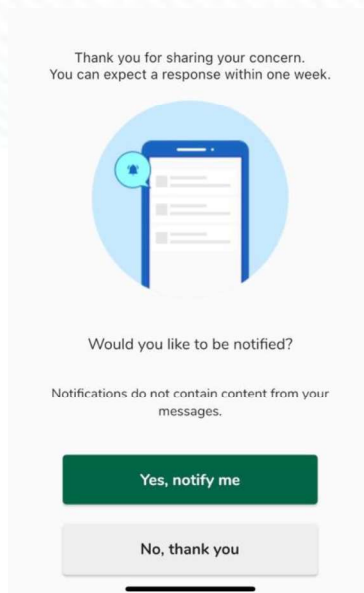 Thank you for sharing your concern.
You can expect a response within one week.
Would you like to be notified?
Notifications do not contain content from your
messages.
Yes, notify me
No, thank you